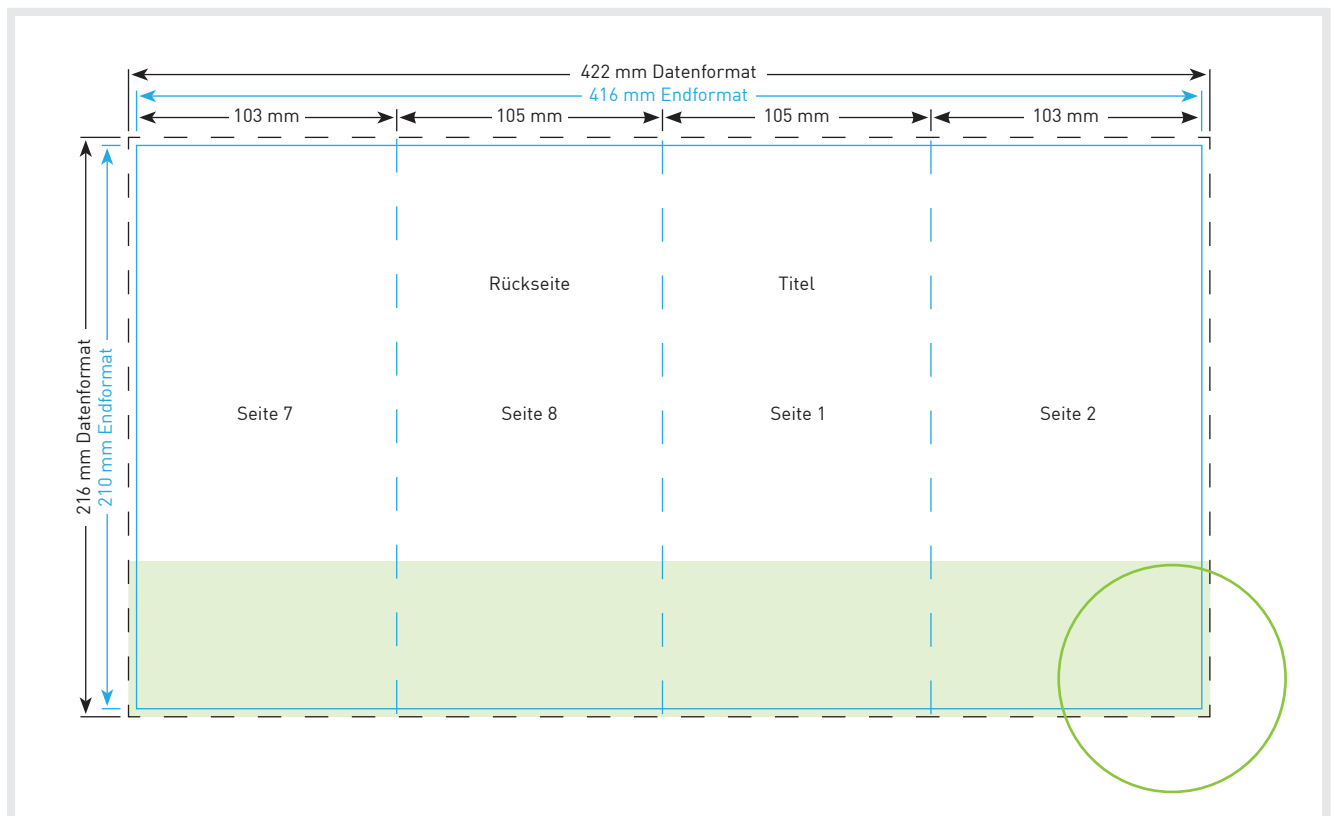 422 mm Datenformat
416 mm Endformat
103 mm
105 mm
105 mm
103 mm
216 mm Datenformat
210 mm Endformat
Rückseite
Titel
Seite 7
Seite 8
Seite 1
Seite 2